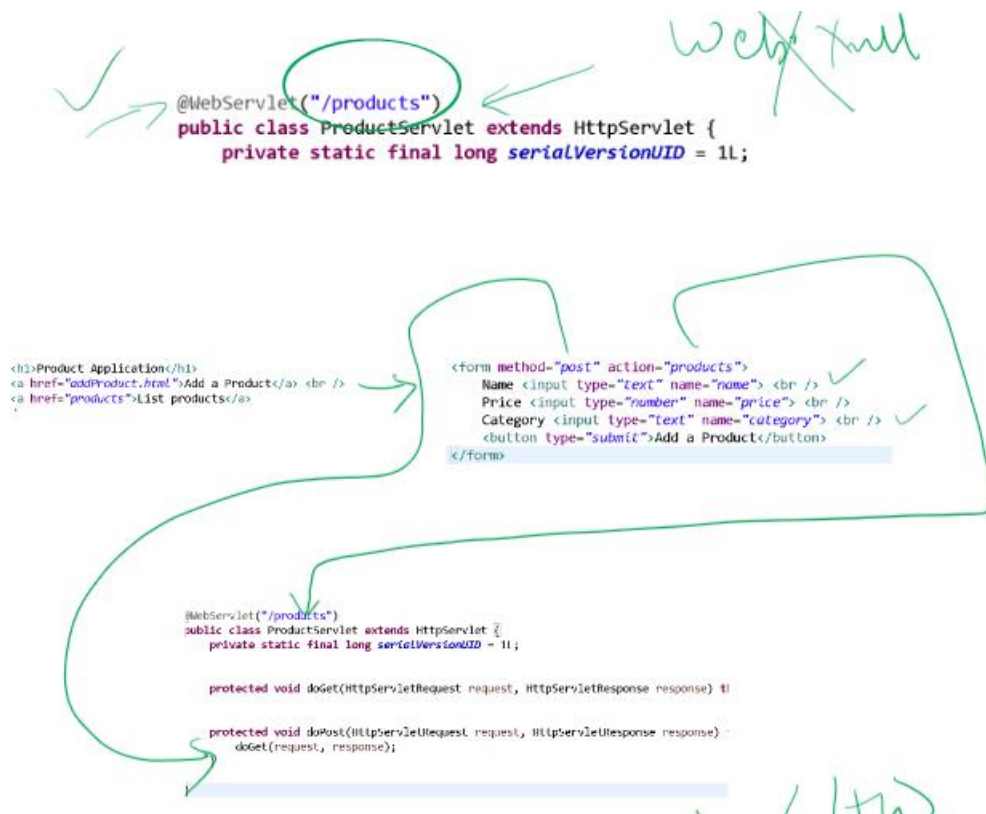 Web xml
@WebServlet("/products")
public class ProductServlet extends HttpServlet {
private static final long serialVersionUID = 1L;
<h1>Product Application</h1>
<a href="addProduct.html">Add a Product</a> <br />
<a href="products">List products</a>
<form method="post" action="products">
Name <input type="text" name="name"> <br />
Price <input type="number" name="price"> <br />
Category <input type="text" name="category"> <br />
<button type="submit">Add a Product</button>
</form>
@WebServlet("/products")
public class ProductServlet extends HttpServlet {
private static final long serialVersionUID = 1L;
protected void doGet(HttpServletRequest request, HttpServletResponse response) t
protected void doPost(HttpServletRequest request, HttpServletResponse response)
doGet(request, response);
}